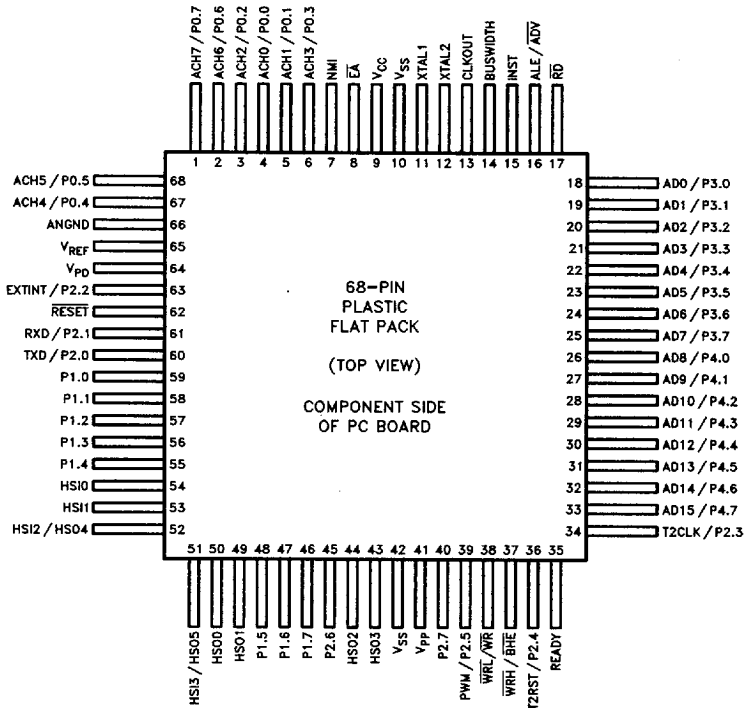 ACH7/P0.7
ACH6/P0.6
ACH2/P0.2
ACH0/P0.0
ACH1/P0.1
ACH3/P0.3
NMI
E̅A̅
VCC
VSS
XTAL1
XTAL2
CLKOUT
BUSWIDTH
INST
ALE/A̅D̅V̅
R̅D̅
1 2 3 4 5 6 7 8 9 10 11 12 13 14 15 16 17
ACH5/P0.5 68
ACH4/P0.4 67
ANGND 66
VREF 65
VPD 64
EXTINT/P2.2 63
R̅E̅S̅E̅T̅ 62
RXD/P2.1 61
TXD/P2.0 60
P1.0 59
P1.1 58
P1.2 57
P1.3 56
P1.4 55
HSI0 54
HSI1 53
HSI2/HSO4 52
68-PIN
PLASTIC
FLAT PACK
(TOP VIEW)
COMPONENT SIDE
OF PC BOARD
18 AD0/P3.0
19 AD1/P3.1
20 AD2/P3.2
21 AD3/P3.3
22 AD4/P3.4
23 AD5/P3.5
24 AD6/P3.6
25 AD7/P3.7
26 AD8/P4.0
27 AD9/P4.1
28 AD10/P4.2
29 AD11/P4.3
30 AD12/P4.4
31 AD13/P4.5
32 AD14/P4.6
33 AD15/P4.7
34 T2CLK/P2.3
51 50 49 48 47 46 45 44 43 42 41 40 39 38 37 36 35
HSI3/HSO5
HSO0
HSO1
P1.5
P1.6
P1.7
P2.6
HSO2
HSO3
VSS
VPP
P2.7
PWM/P2.5
W̅R̅L̅/W̅R̅
W̅R̅H̅/B̅H̅E̅
T2RST/P2.4
READY